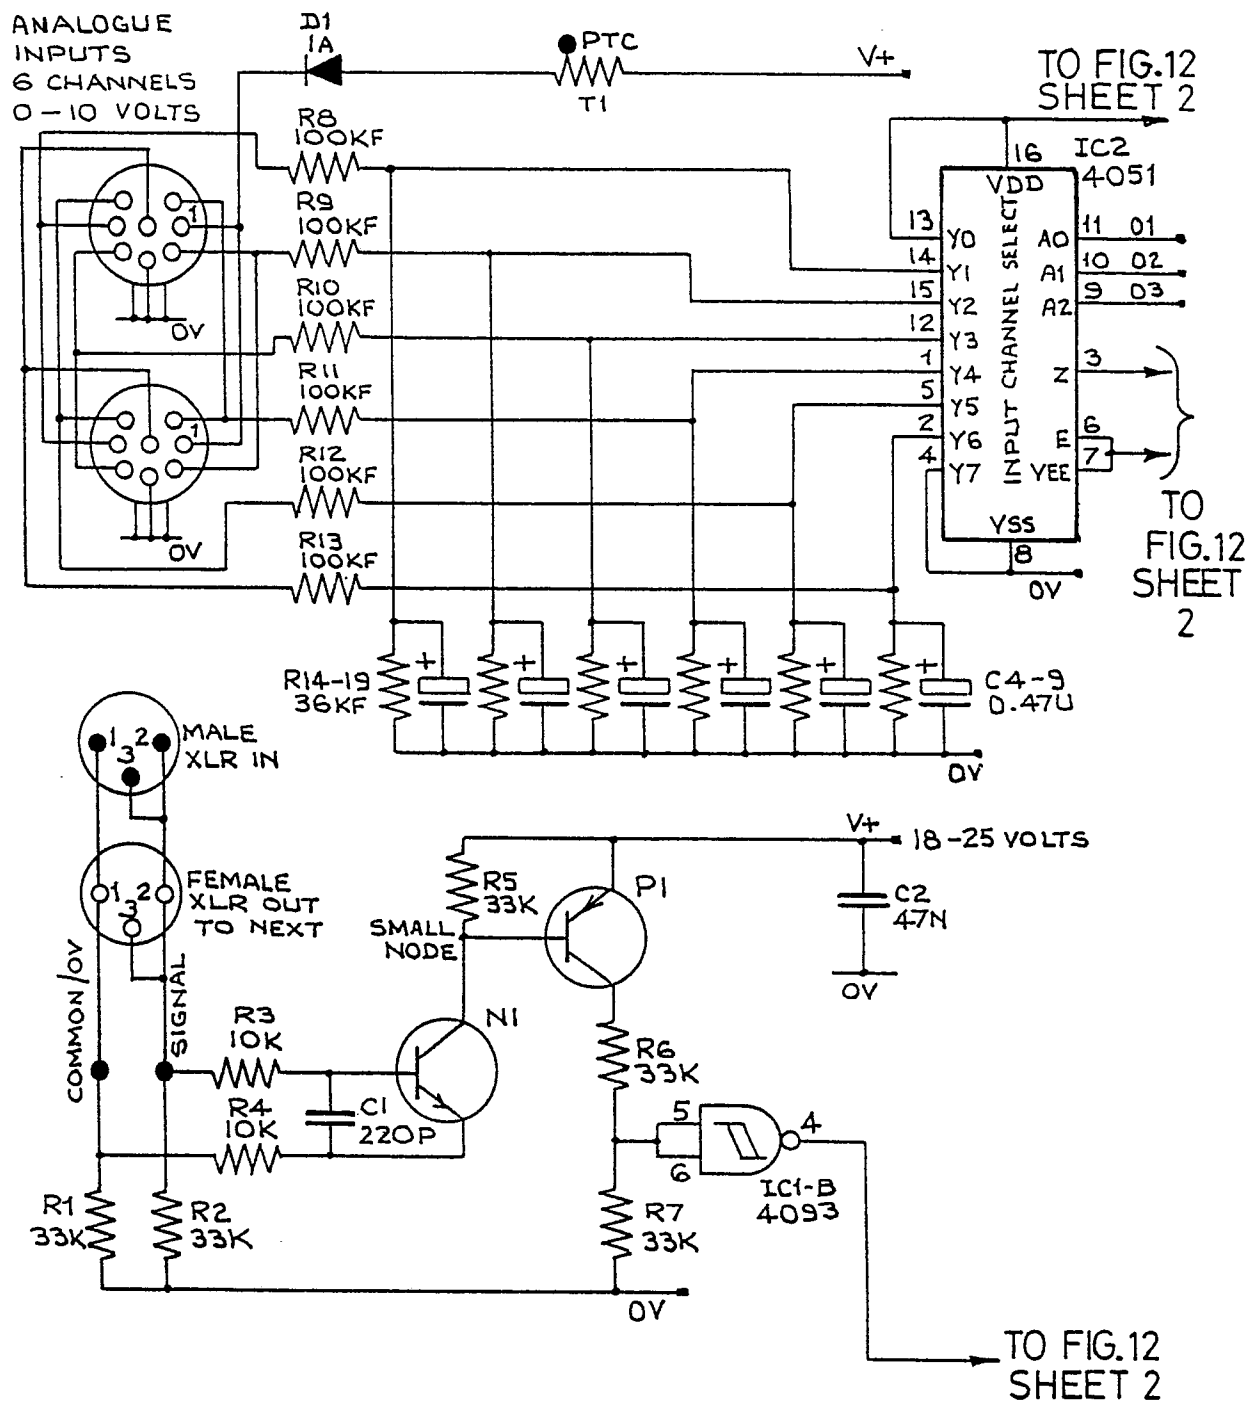 ANALOGUE
INPUTS
6 CHANNELS
0-10 VOLTS
D1
1A
PTC
T1
V+
TO FIG.12
SHEET 2
R8
100KF
R9
100KF
R10
100KF
R11
100KF
R12
100KF
R13
100KF
1
0V
1
0V
16
IC2
4051
VDD
INPUT CHANNEL SELECT
13
Y0
14
Y1
15
Y2
12
Y3
1
Y4
5
Y5
2
Y6
4
Y7
A0
11
01
A1
10
02
A2
9
03
Z
3
E
6
VEE
7
VSS
8
0V
TO
FIG.12
SHEET
2
R14-19
36KF
+
+
+
+
+
+
C4-9
0.47U
0V
1
2
3
MALE
XLR IN
1
2
3
FEMALE
XLR OUT
TO NEXT
COMMON/0V
SIGNAL
R3
10K
R4
10K
C1
220P
N1
SMALL
NODE
R5
33K
P1
V+
18-25 VOLTS
C2
47N
0V
R6
33K
5
6
4
IC1-B
4093
R7
33K
R1
33K
R2
33K
0V
TO FIG.12
SHEET 2